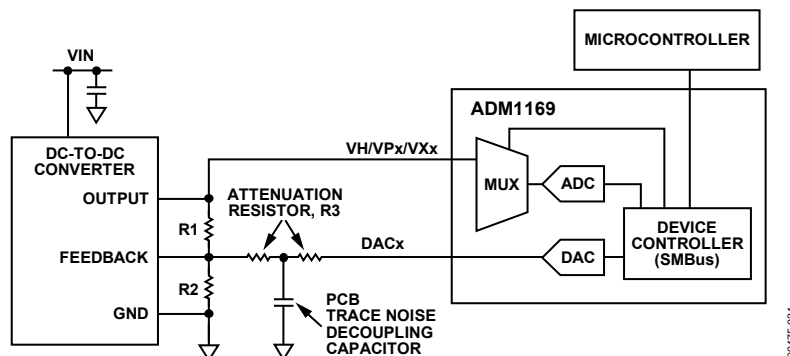 MICROCONTROLLER
VIN
ADM1169
DC-TO-DC
CONVERTER
VH/VPx/VXx
MUX
ADC
OUTPUT
ATTENUATION
RESISTOR, R3
R1
DACx
DEVICE
CONTROLLER
(SMBus)
FEEDBACK
DAC
R2
GND
PCB
TRACE NOISE
DECOUPLING
CAPACITOR